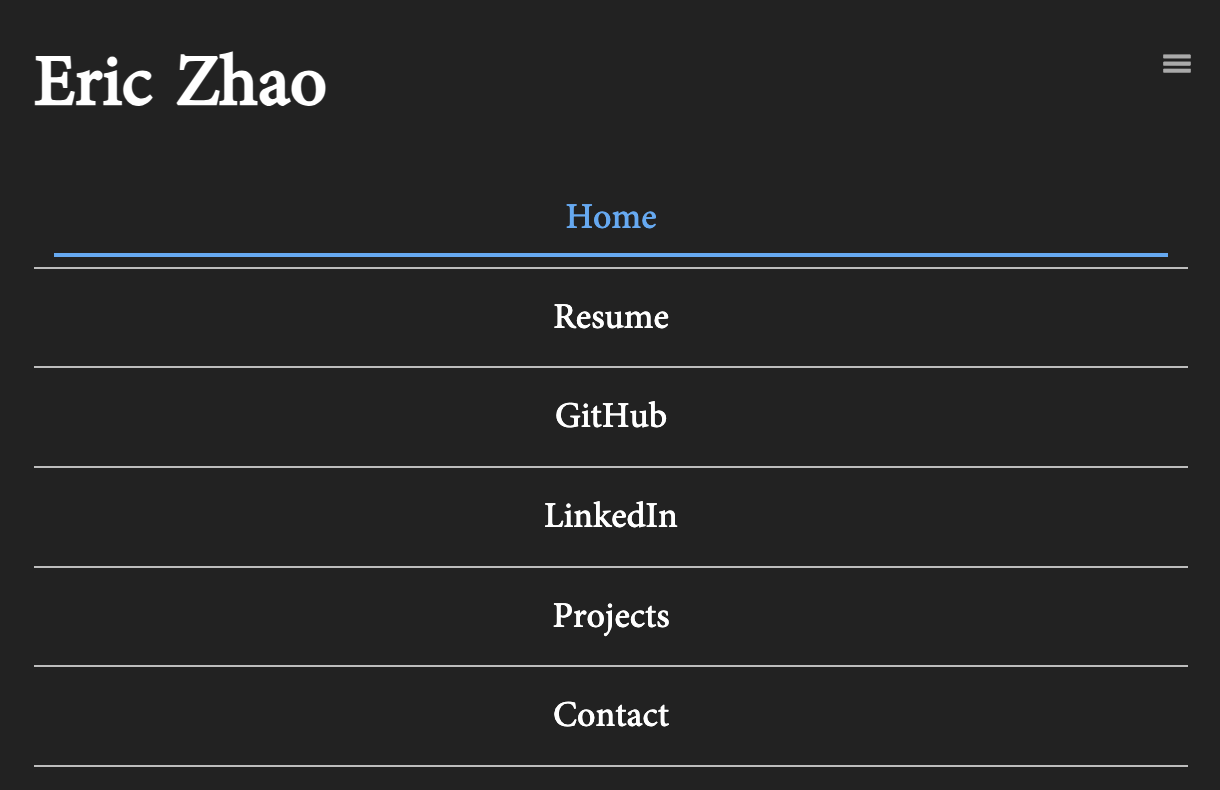 Eric Zhao
Home
Resume
GitHub
LinkedIn
Projects
Contact